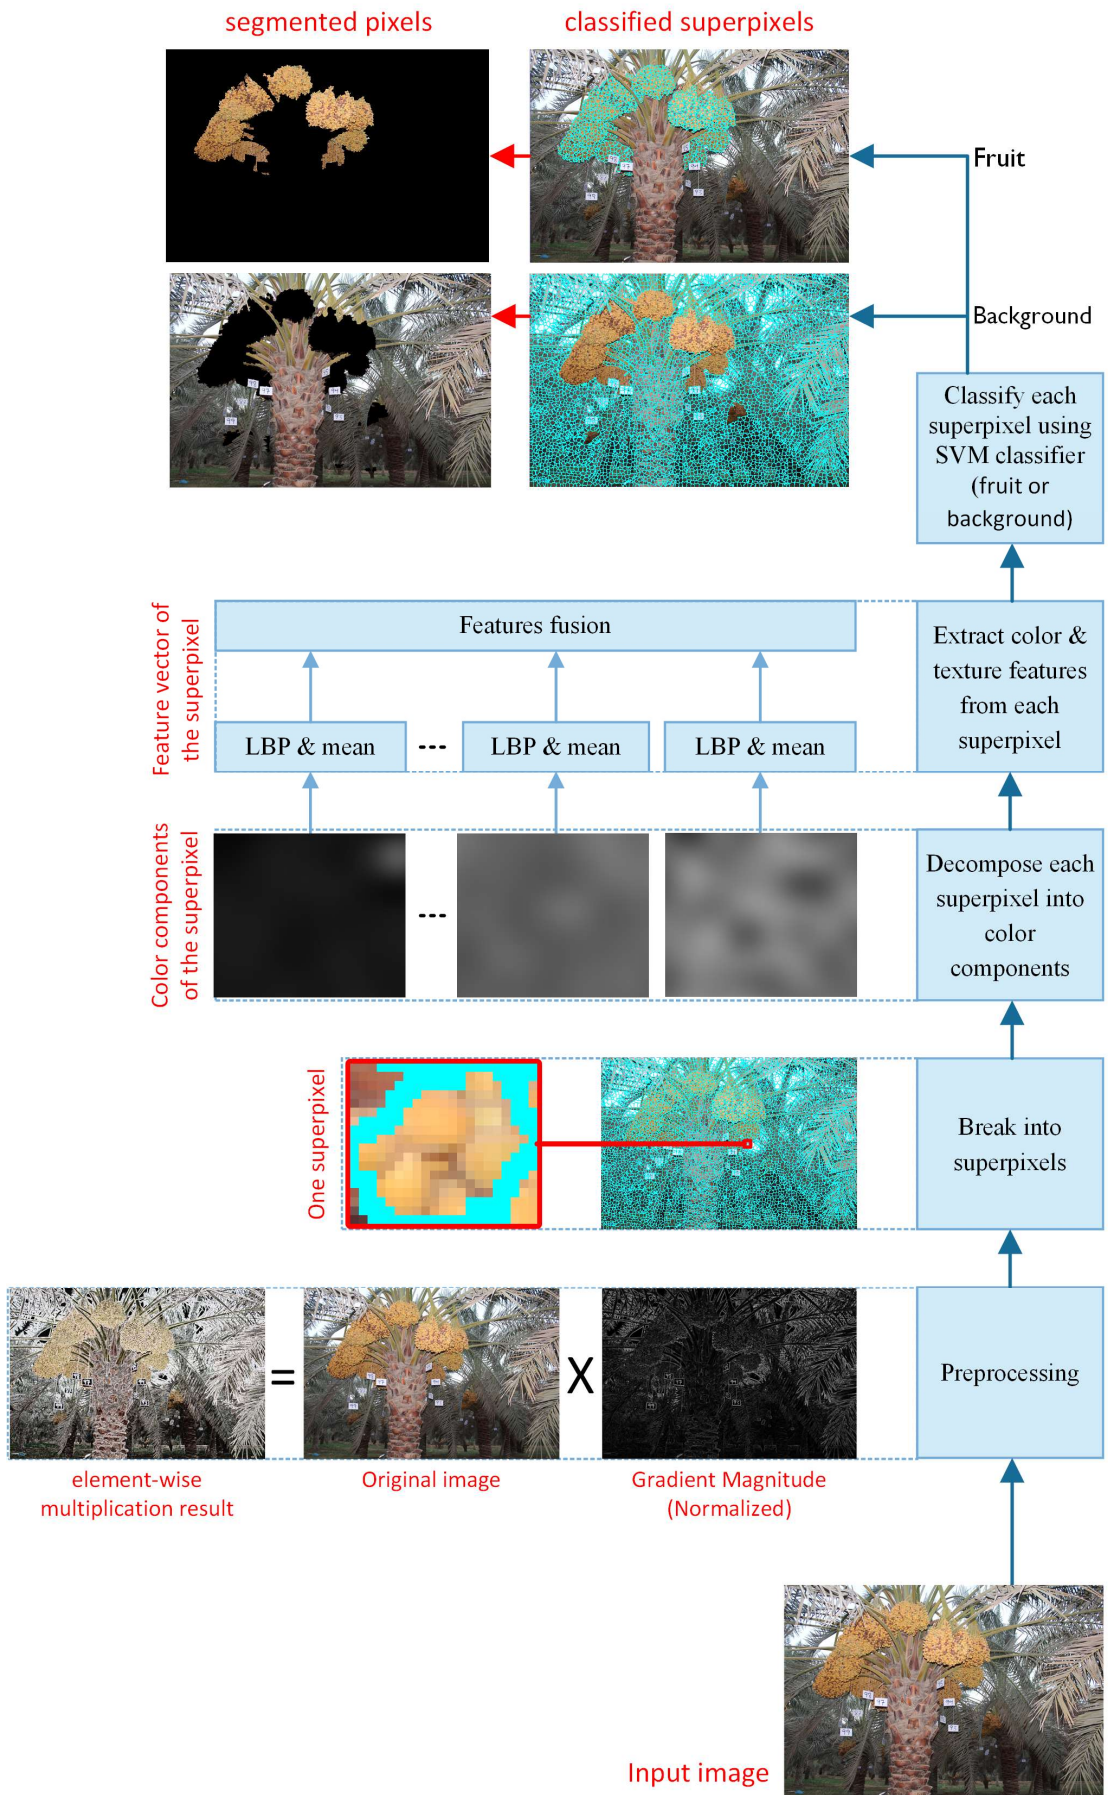 segmented pixels
classified superpixels
Fruit
Background
Classify each
superpixel using
SVM classifier
(fruit or
background)
Feature vector of
the superpixel
Features fusion
LBP & mean
---
LBP & mean
LBP & mean
Extract color &
texture features
from each
superpixel
Color components
of the superpixel
---
Decompose each
superpixel into
color
components
One superpixel
Break into
superpixels
=
X
Preprocessing
element-wise
multiplication result
Original image
Gradient Magnitude
(Normalized)
Input image